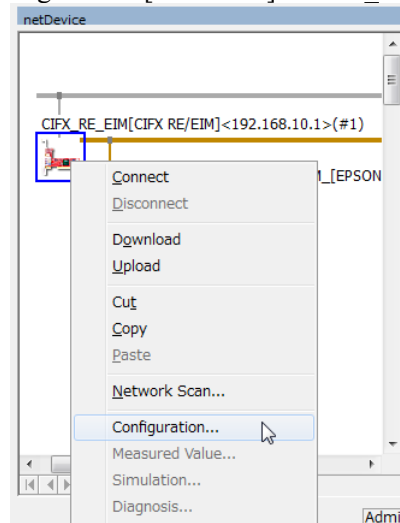 netDevice
CIFX_RE_EIM[CIFX RE/EIM]<192.168.10.1>(#1)
_[EPSON
Connect
Disconnect
Download
Upload
Cut
Copy
Paste
Network Scan...
Configuration...
Measured Value...
Simulation...
Diagnosis...
Admi